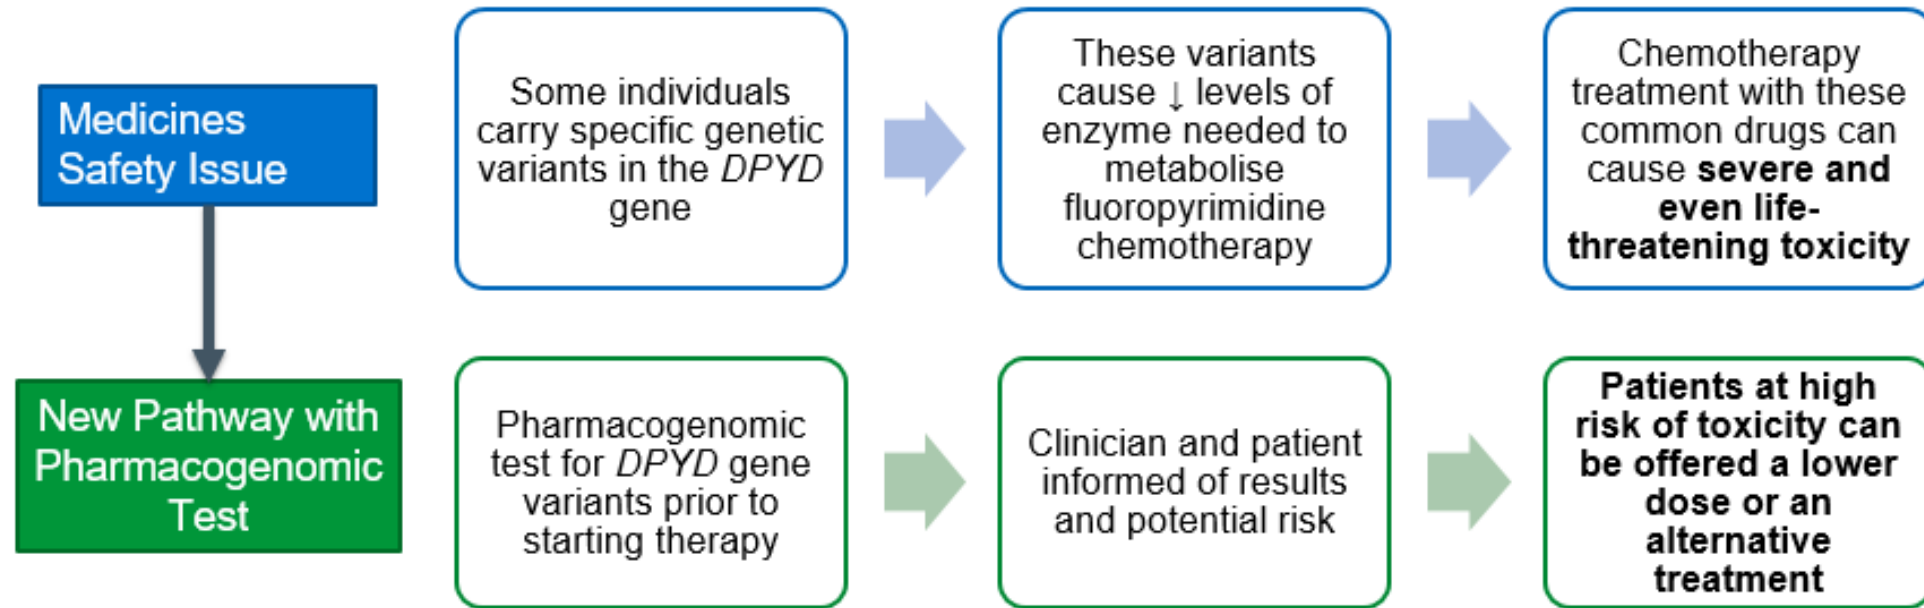 Medicines
Safety Issue
Some individuals
carry specific genetic
variants in the DPYD
gene
These variants
cause ↓ levels of
enzyme needed to
metabolise
fluoropyrimidine
chemotherapy
Chemotherapy
treatment with these
common drugs can
cause severe and
even life-
threatening toxicity
New Pathway with
Pharmacogenomic
Test
Pharmacogenomic
test for DPYD gene
variants prior to
starting therapy
Clinician and patient
informed of results
and potential risk
Patients at high
risk of toxicity can
be offered a lower
dose or an
alternative
treatment